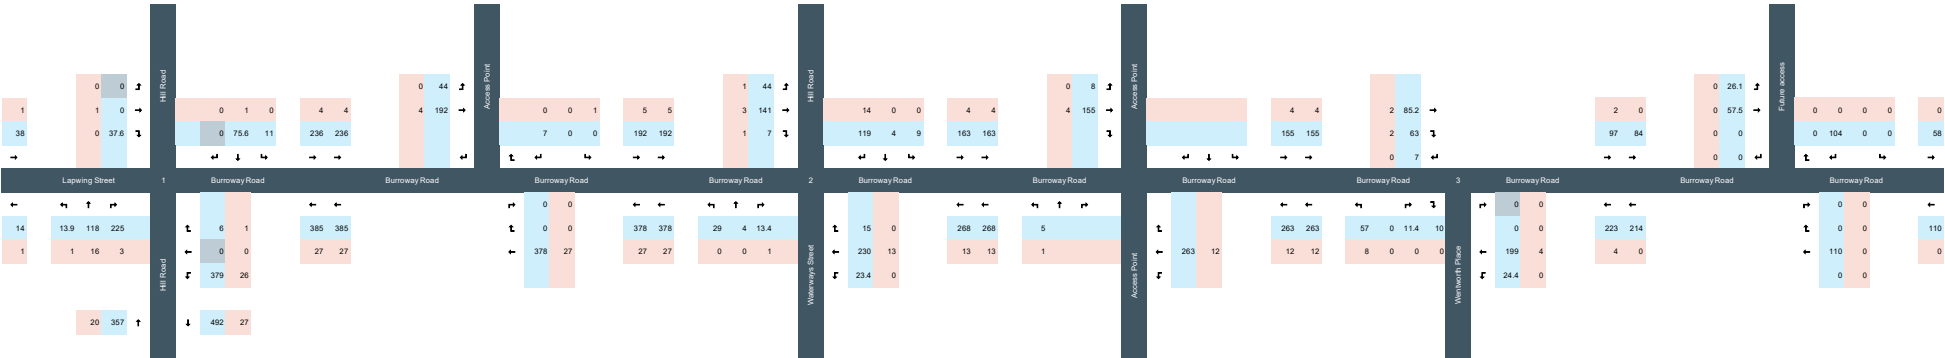 0 0 0 44 1 44 0 8 0 26.1
1 1 0 0 1 0 4 4 4 192 0 0 1 5 5 3 141 14 0 0 4 4 4 155 4 4 2 85.2 2 0 0 57.5 0 0 0 0 0
38 0 37.6 0 75.6 11 236 236 7 0 0 192 192 1 7 119 4 9 163 163 155 155 2 63 97 84 0 0 0 104 0 0 58
0 7 0 0
Hill Road
Access Point
Hill Road
Access Point
Future access
Lapwing Street 1 Burroway Road Burroway Road Burroway Road Burroway Road 2 Burroway Road Burroway Road Burroway Road Burroway Road 3 Burroway Road Burroway Road Burroway Road
0 0 0 0 0 0
14 13.9 118 225 6 1 385 385 0 0 378 378 29 4 13.4 15 0 268 268 5 263 263 57 0 11.4 10 0 0 223 214 0 0 110
1 1 16 3 0 0 27 27 378 27 27 27 0 0 1 230 13 13 13 1 263 12 12 12 8 0 0 0 199 4 4 0 110 0 0
379 26 23.4 0 24.4 0 0 0
Hill Road
Waterways Street
Access Point
Wentworth Place
20 357 492 27